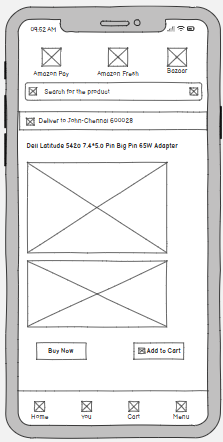 09:52 AM
Amazon Pay Amazon Fresh Bazaar
Search for the product
Deliver to John-Chennai 600028
Dell Latitude 5420 7.4*5.0 Pin Big Pin 65W Adapter
Buy Now Add to Cart
Home You Cart Menu